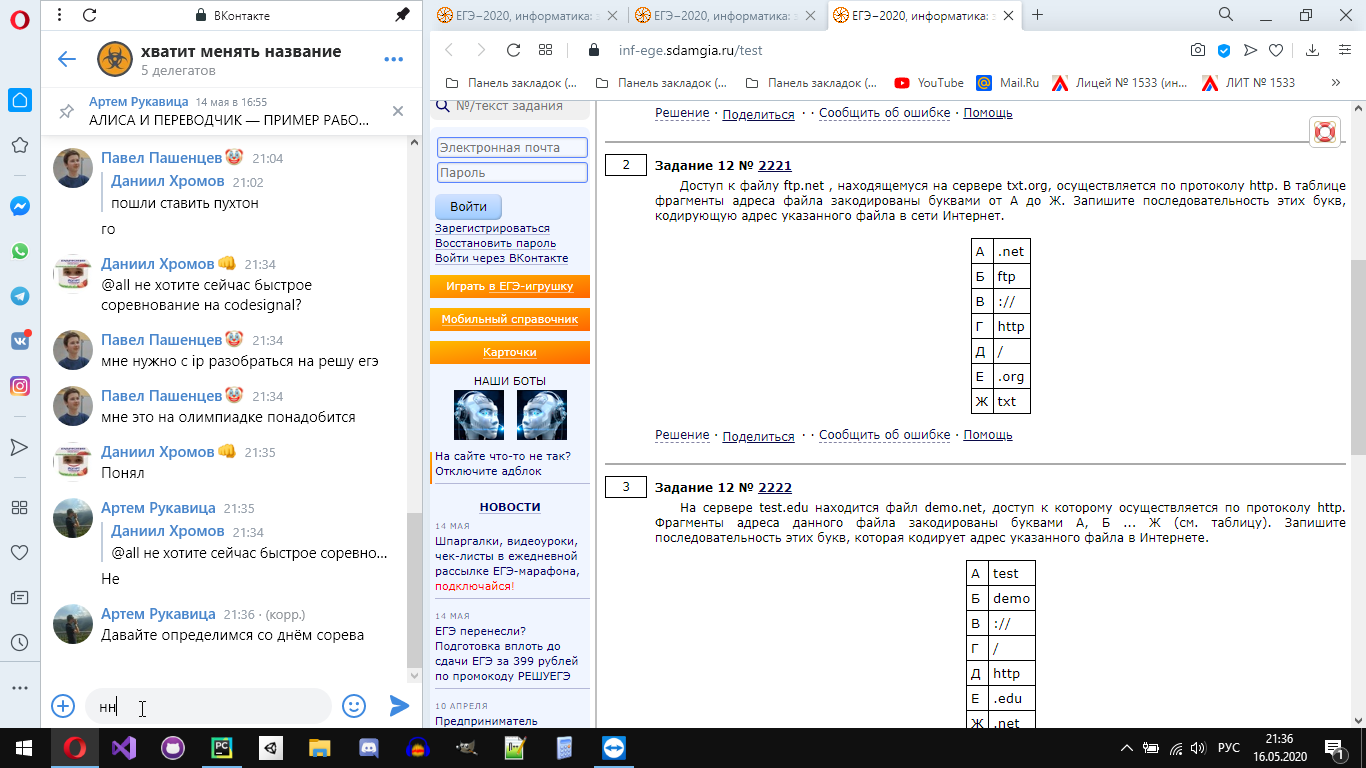 ВКонтакте
хватит менять название
5 делегатов
Артем Рукавица 14 мая в 16:55
АЛИСА И ПЕРЕВОДЧИК — ПРИМЕР РАБО...
Павел Пашенцев 21:04
Даниил Хромов 21:02
пошли ставить пухтон
го
Даниил Хромов 21:34
@all не хотите сейчас быстрое
соревнование на codesignal?
Павел Пашенцев 21:34
мне нужно с ip разобраться на решу егэ
Павел Пашенцев 21:34
мне это на олимпиадке понадобится
Даниил Хромов 21:35
Понял
Артем Рукавица 21:35
Даниил Хромов 21:34
@all не хотите сейчас быстрое соревно...
Не
Артем Рукавица 21:36 · (корр.)
Давайте определимся со днём сорева
нн
ЕГЭ–2020, информатика:
ЕГЭ–2020, информатика:
ЕГЭ–2020, информатика:
inf-ege.sdamgia.ru/test
Панель закладок (...
Панель закладок (...
Панель закладок (...
YouTube
Mail.Ru
Лицей № 1533 (ин...
ЛИТ № 1533
№/текст задания
Электронная почта
Пароль
Войти
Зарегистрироваться
Восстановить пароль
Войти через ВКонтакте
Играть в ЕГЭ-игрушку
Мобильный справочник
Карточки
НАШИ БОТЫ
На сайте что-то не так?
Отключите адблок
НОВОСТИ
14 МАЯ
Шпаргалки, видеоуроки,
чек-листы в ежедневной
рассылке ЕГЭ-марафона,
подключайся!
14 МАЯ
ЕГЭ перенесли?
Подготовка вплоть до
сдачи ЕГЭ за 399 рублей
по промокоду РЕШУЕГЭ
10 АПРЕЛЯ
Предприниматель
Решение · Поделиться · · Сообщить об ошибке · Помощь
2 Задание 12 № 2221
Доступ к файлу ftp.net , находящемуся на сервере txt.org, осуществляется по протоколу http. В таблице
фрагменты адреса файла закодированы буквами от А до Ж. Запишите последовательность этих букв,
кодирующую адрес указанного файла в сети Интернет.
А .net
Б ftp
В ://
Г http
Д /
Е .org
Ж txt
Решение · Поделиться · · Сообщить об ошибке · Помощь
3 Задание 12 № 2222
На сервере test.edu находится файл demo.net, доступ к которому осуществляется по протоколу http.
Фрагменты адреса данного файла закодированы буквами А, Б ... Ж (см. таблицу). Запишите
последовательность этих букв, которая кодирует адрес указанного файла в Интернете.
А test
Б demo
В ://
Г /
Д http
Е .edu
Ж .net
РУС
21:36
16.05.2020
1